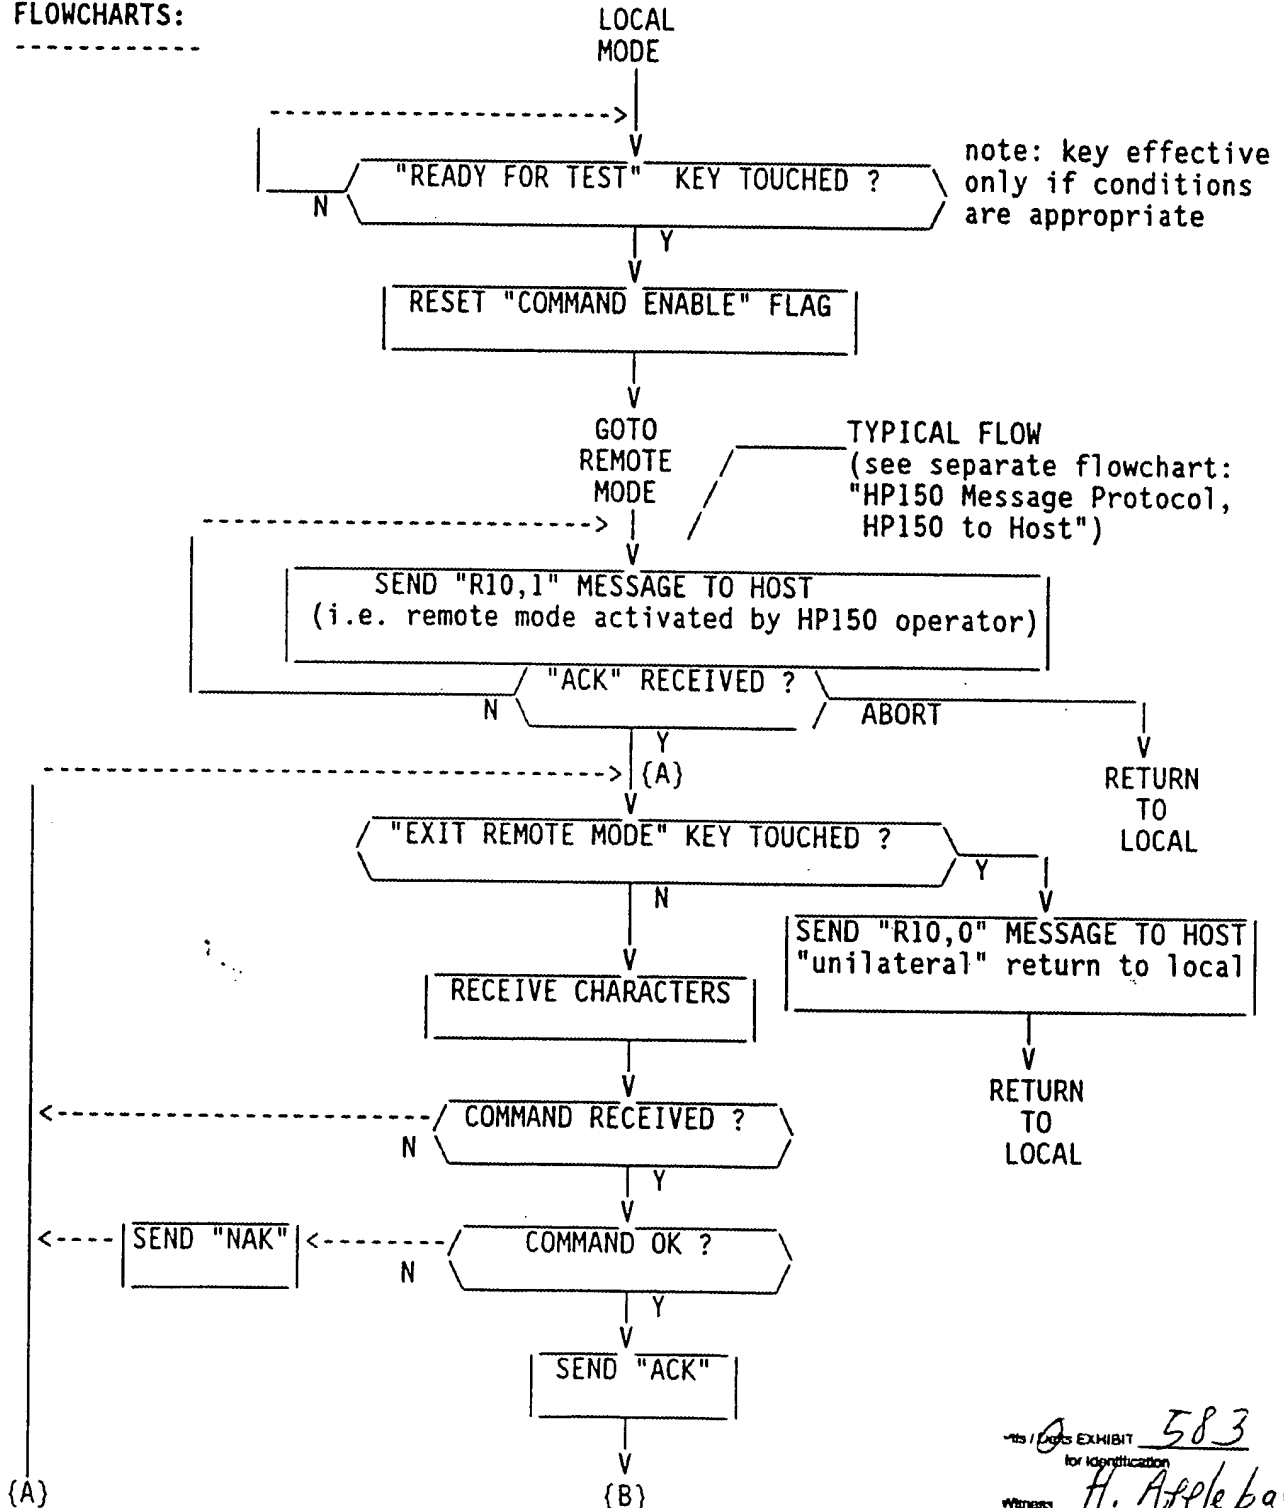 FLOWCHARTS:
LOCAL
MODE
"READY FOR TEST" KEY TOUCHED ?
note: key effective
only if conditions
are appropriate
N
Y
RESET "COMMAND ENABLE" FLAG
GOTO
REMOTE
MODE
TYPICAL FLOW
(see separate flowchart:
"HP150 Message Protocol,
HP150 to Host")
SEND "R10,1" MESSAGE TO HOST
(i.e. remote mode activated by HP150 operator)
"ACK" RECEIVED ?
N
ABORT
Y
{A}
RETURN
TO
LOCAL
"EXIT REMOTE MODE" KEY TOUCHED ?
Y
N
SEND "R10,0" MESSAGE TO HOST
"unilateral" return to local
RECEIVE CHARACTERS
RETURN
TO
LOCAL
COMMAND RECEIVED ?
N
Y
SEND "NAK"
COMMAND OK ?
N
Y
SEND "ACK"
EXHIBIT 583
for identification
Witness H.
{A}
{B}